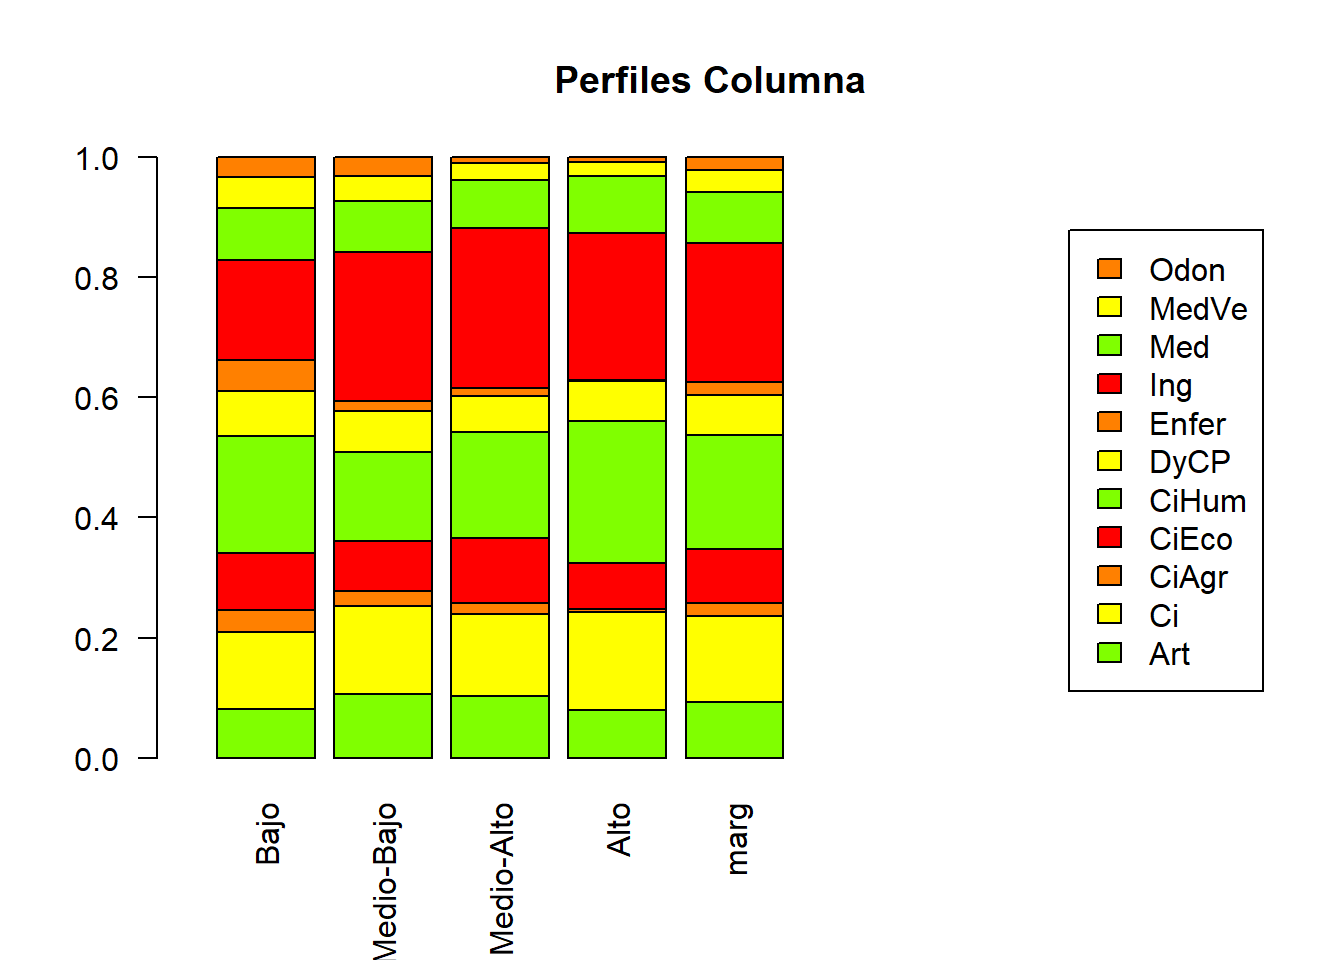 Perfiles Columna
1.0
0.8
0.6
0.4
0.2
0.0
Bajo
Medio-Bajo
Medio-Alto
Alto
marg
Odon
MedVe
Med
Ing
Enfer
DyCP
CiHum
CiEco
CiAgr
Ci
Art